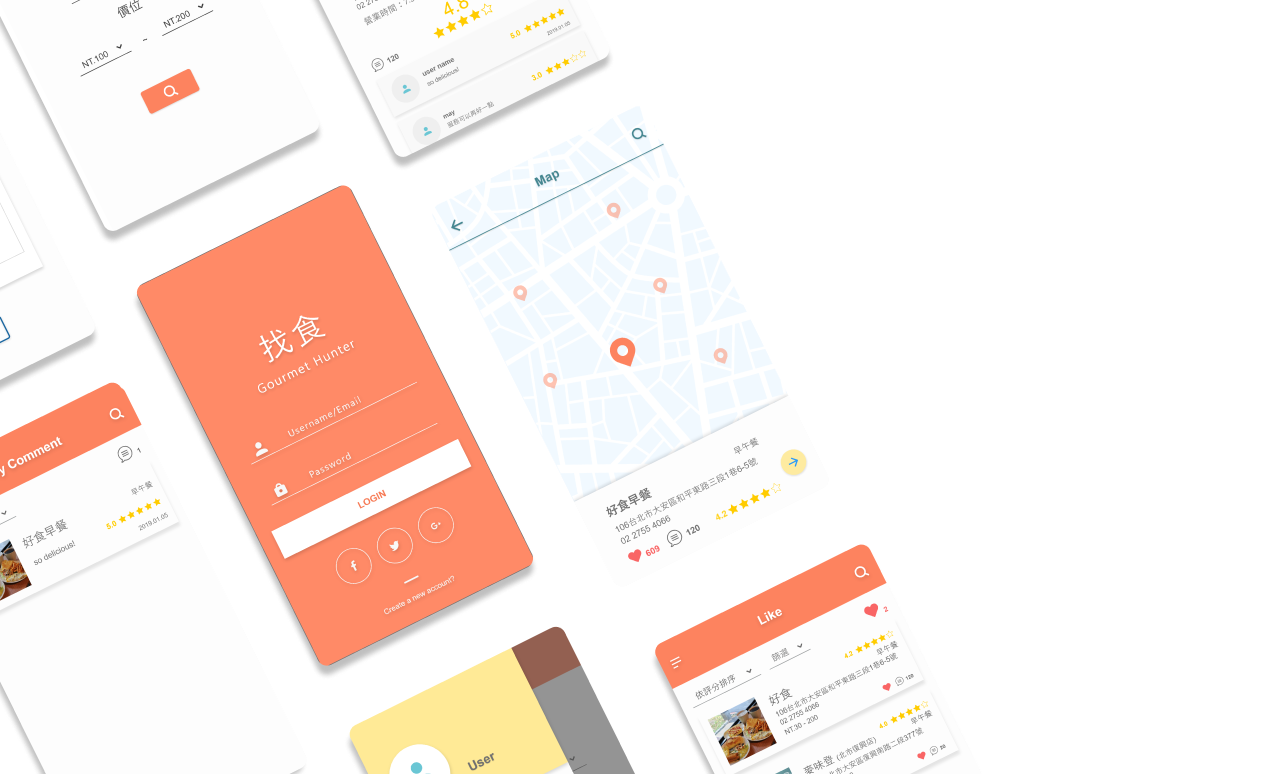 價位
NT.100
~
NT.200
營業時間：7:
4.8
120
user name
so delicious!
5.0
2019.01.05
may
服務可以再好一點
3.0
Map
找食
Gourmet Hunter
Username/Email
Password
LOGIN
Create a new account?
好食早餐
早午餐
106台北市大安區和平東路三段1巷6-5號
02 2755 4066
4.2
609
120
y Comment
1
好食早餐
早午餐
so delicious!
5.0
2019.01.05
User
Like
2
依評分排序
篩選
好食
4.2
早午餐
106台北市大安區和平東路三段1巷6-5號
02 2755 4066
NT.30 - 200
120
麥味登 (北市復興店)
4.9
早午餐
北市大安區復興南路二段377號